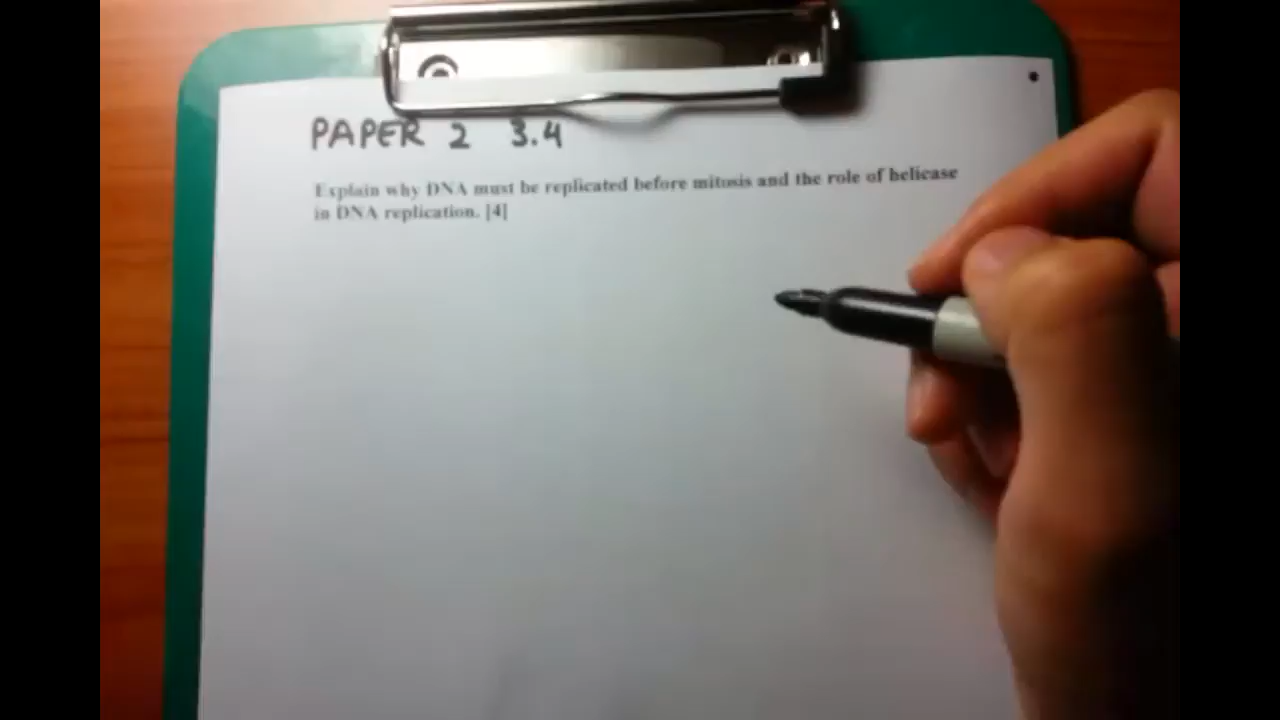 PAPER 2 3.4
Explain why DNA must be replicated before mitosis and the role of helicase
in DNA replication. [4]